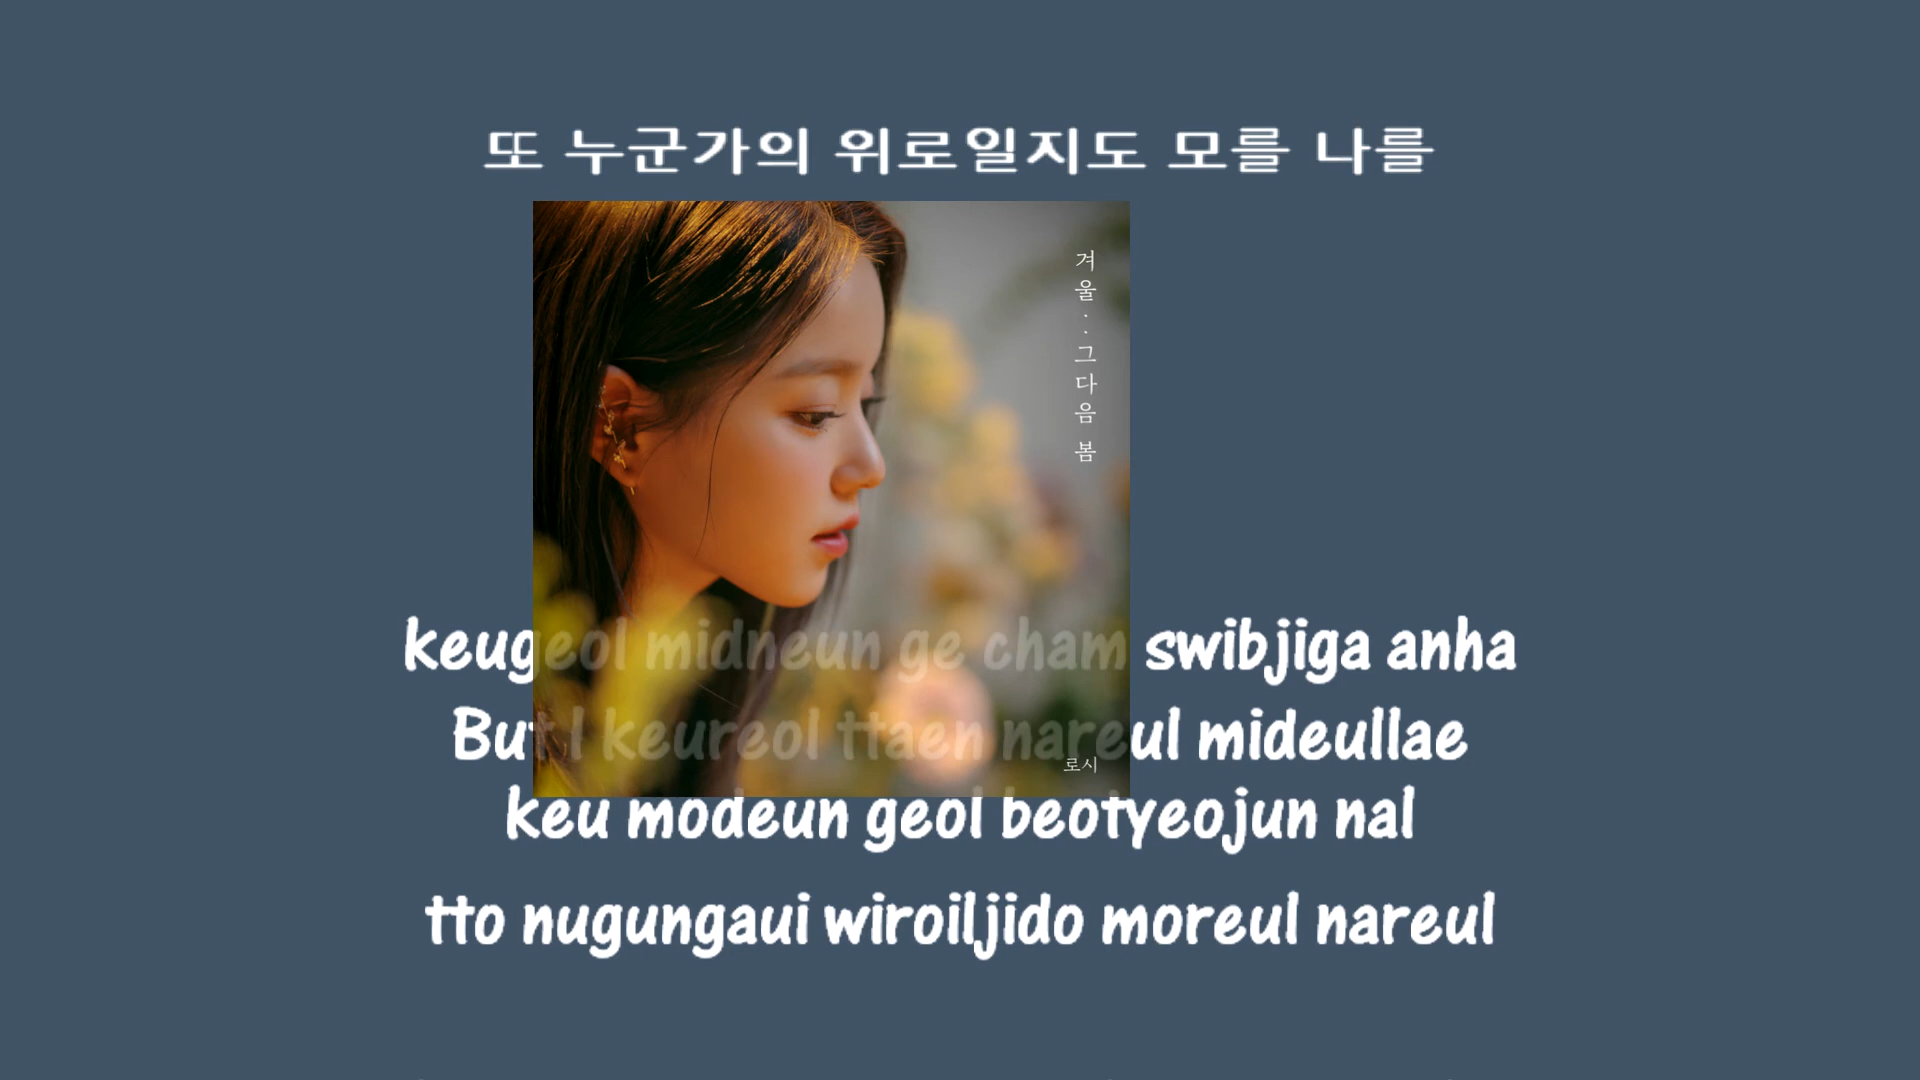 또 누군가의 위로일지도 모를 나를
겨울..그다음 봄
로시
keugeol midneun ge cham swibjiga anha
But I keureol ttaen nareul mideullae
keu modeun geol beotyeojun nal
tto nugungaui wiroiljido moreul nareul